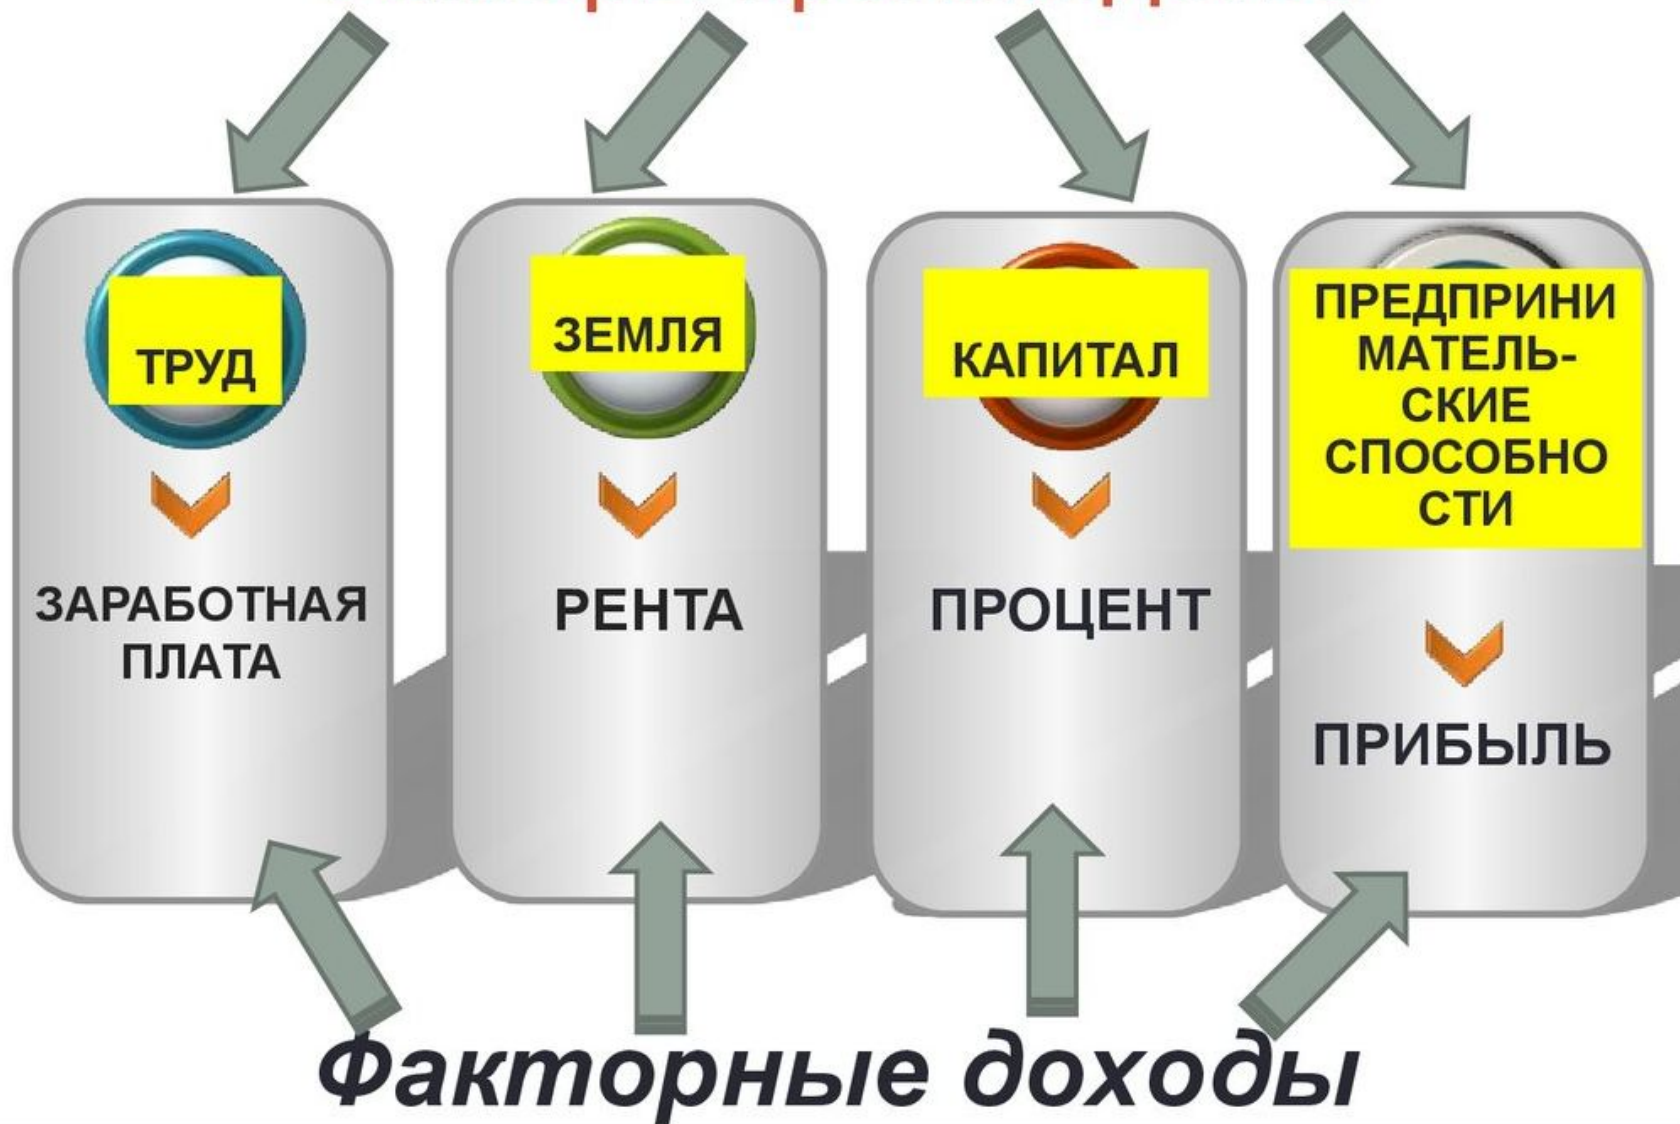 ТРУД
ЗАРАБОТНАЯ
ПЛАТА
ЗЕМЛЯ
РЕНТА
КАПИТАЛ
ПРОЦЕНТ
ПРЕДПРИНИ
МАТЕЛЬ-
СКИЕ
СПОСОБНО
СТИ
ПРИБЫЛЬ
Факторные доходы